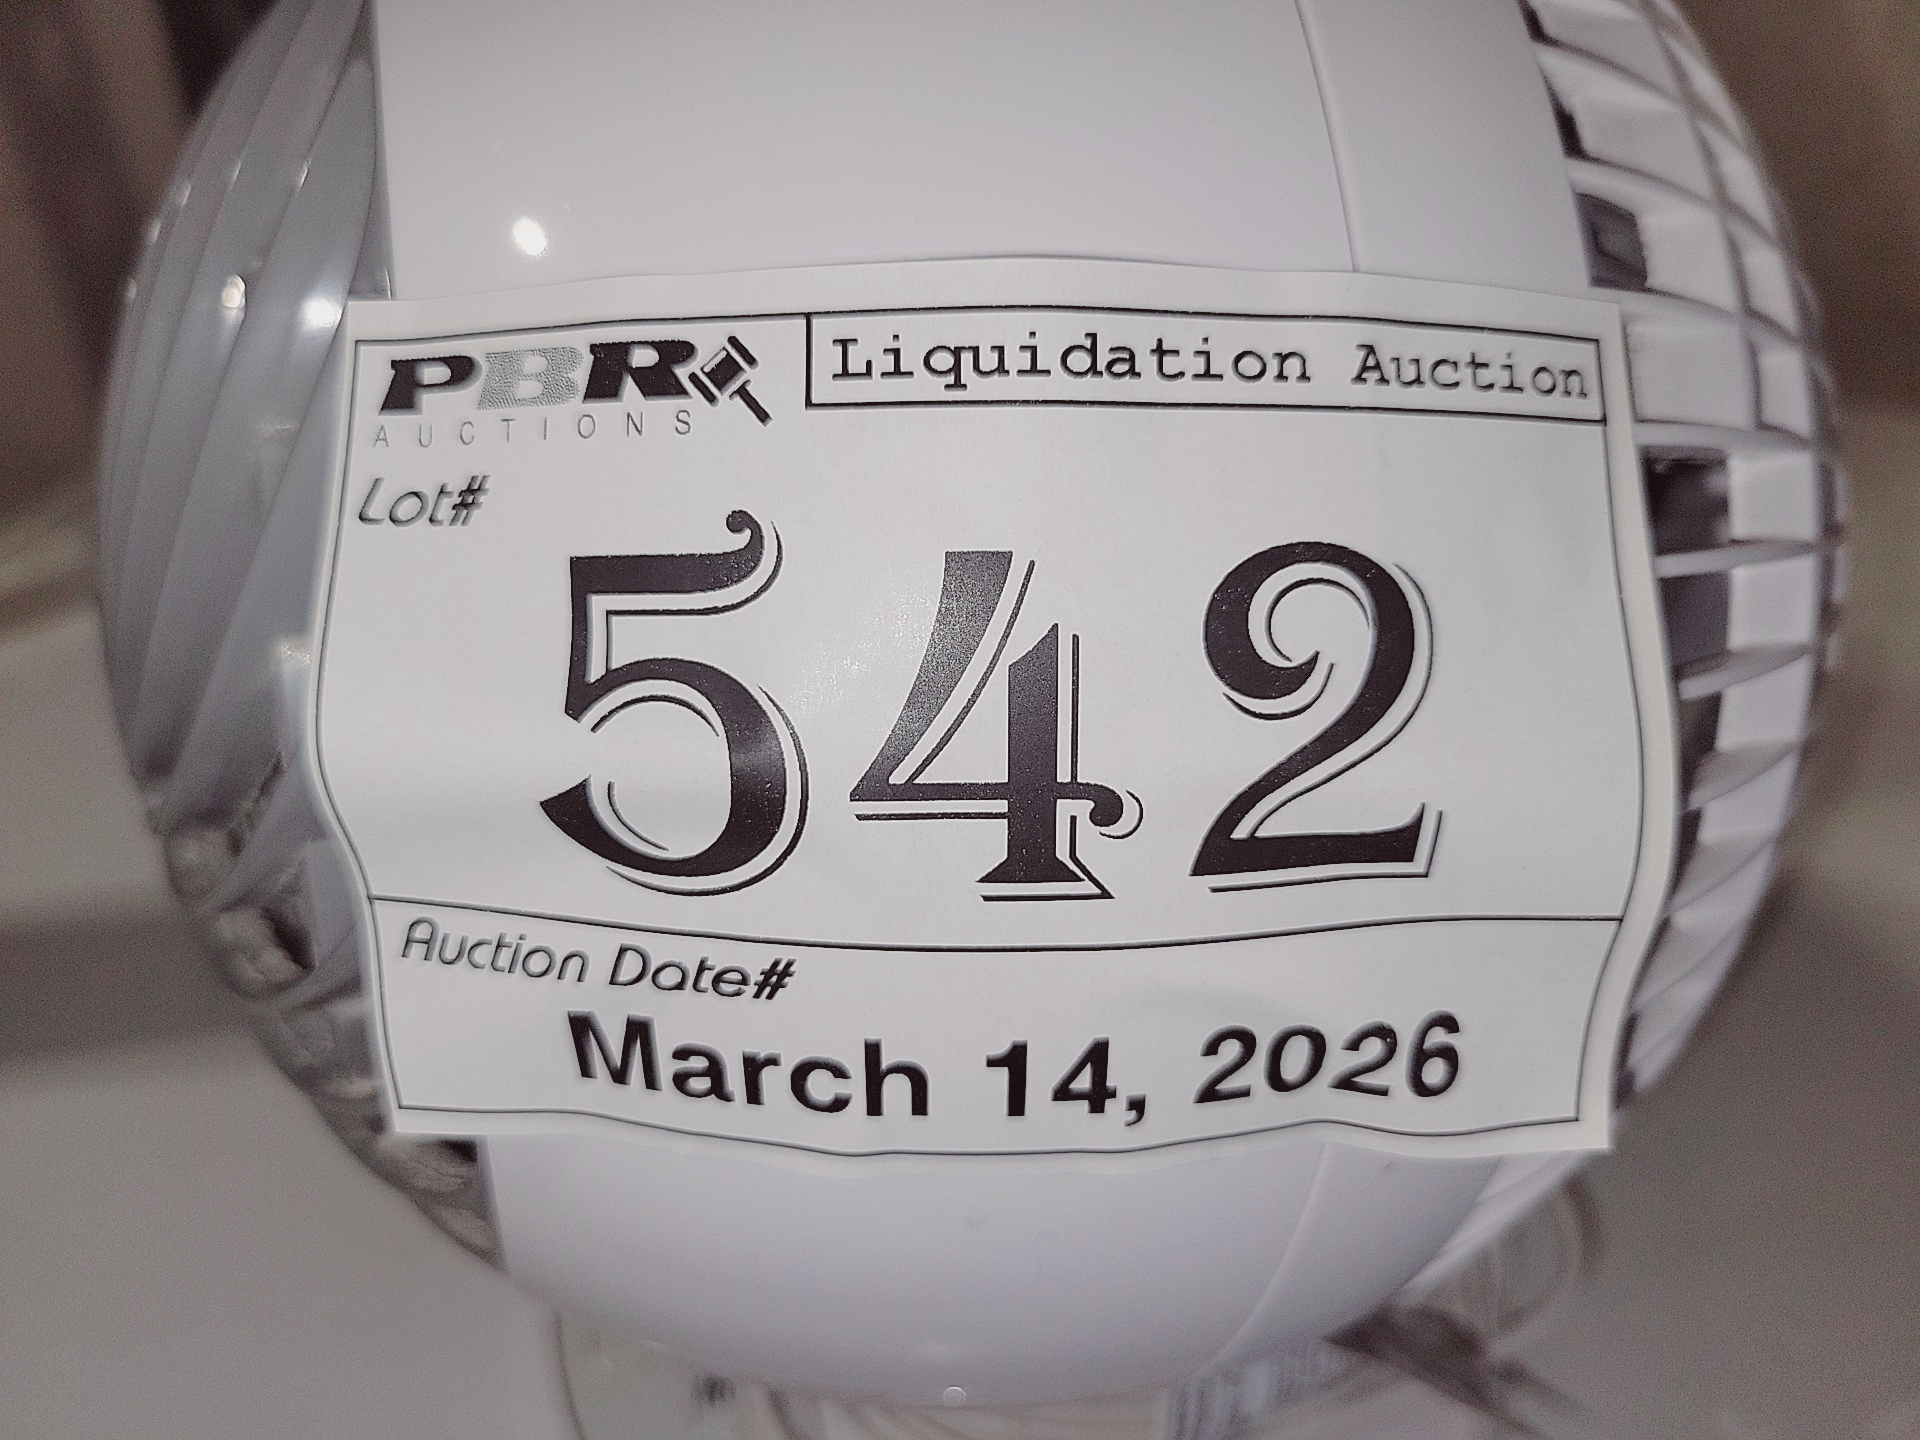 PBR
AUCTIONS
Liquidation Auction
Lot#
542
Auction Date#
March 14, 2026